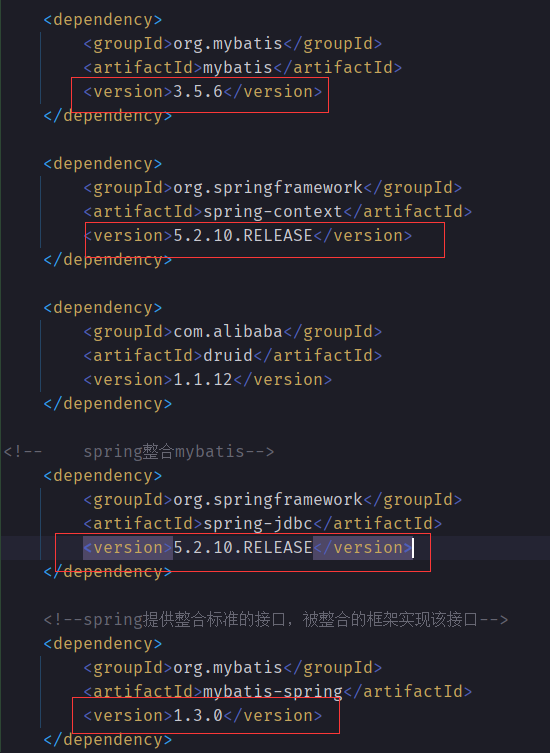 <dependency>
<groupId>org.mybatis</groupId>
<artifactId>mybatis</artifactId>
<version>3.5.6</version>
</dependency>
<dependency>
<groupId>org.springframework</groupId>
<artifactId>spring-context</artifactId>
<version>5.2.10.RELEASE</version>
</dependency>
<dependency>
<groupId>com.alibaba</groupId>
<artifactId>druid</artifactId>
<version>1.1.12</version>
</dependency>
<!-- spring整合mybatis-->
<dependency>
<groupId>org.springframework</groupId>
<artifactId>spring-jdbc</artifactId>
<version>5.2.10.RELEASE</version>
</dependency>
<!--spring提供整合标准的接口，被整合的框架实现该接口-->
<dependency>
<groupId>org.mybatis</groupId>
<artifactId>mybatis-spring</artifactId>
<version>1.3.0</version>
</dependency>